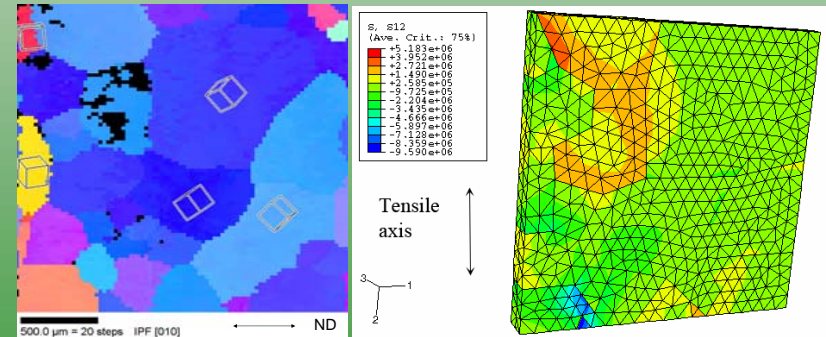 500.0 µm = 20 steps IPF [010]
ND
S, S12
(Ave. Crit.: 75%)
+5.183e+06
+3.952e+06
+2.721e+06
+1.490e+06
+2.585e+05
-9.725e+05
-2.204e+06
-3.435e+06
-4.666e+06
-5.897e+06
-7.128e+06
-8.359e+06
-9.590e+06
Tensile
axis
3
1
2